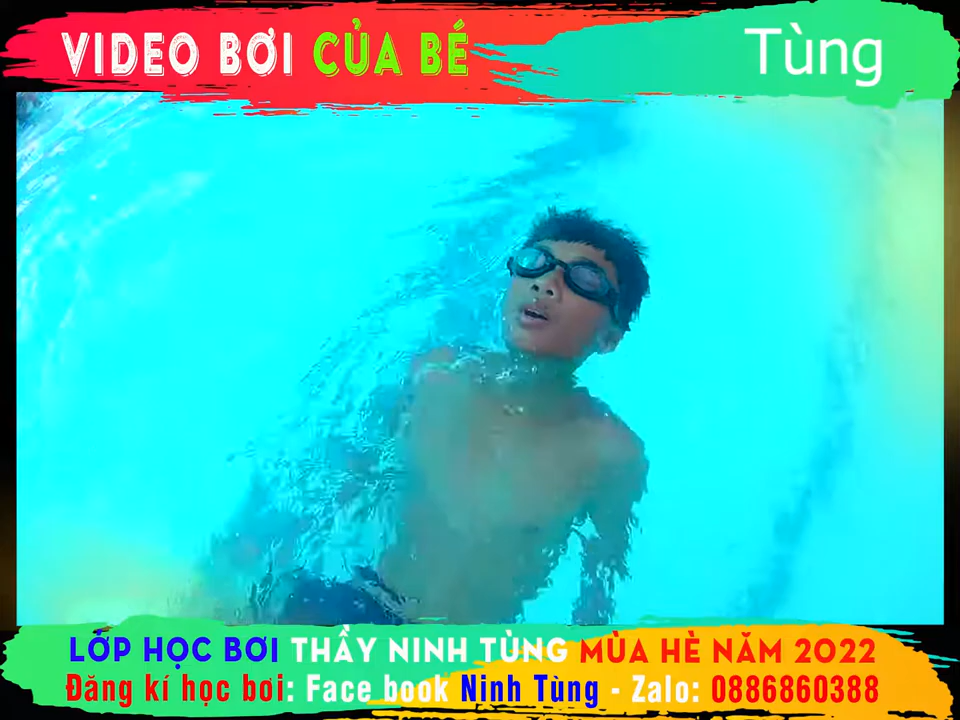 VIDEO BƠI CỦA BÉ
Tùng
LỚP HỌC BƠI THẦY NINH TÙNG MÙA HÈ NĂM 2022
Đăng kí học bơi: Face book Ninh Tùng - Zalo: 0886860388